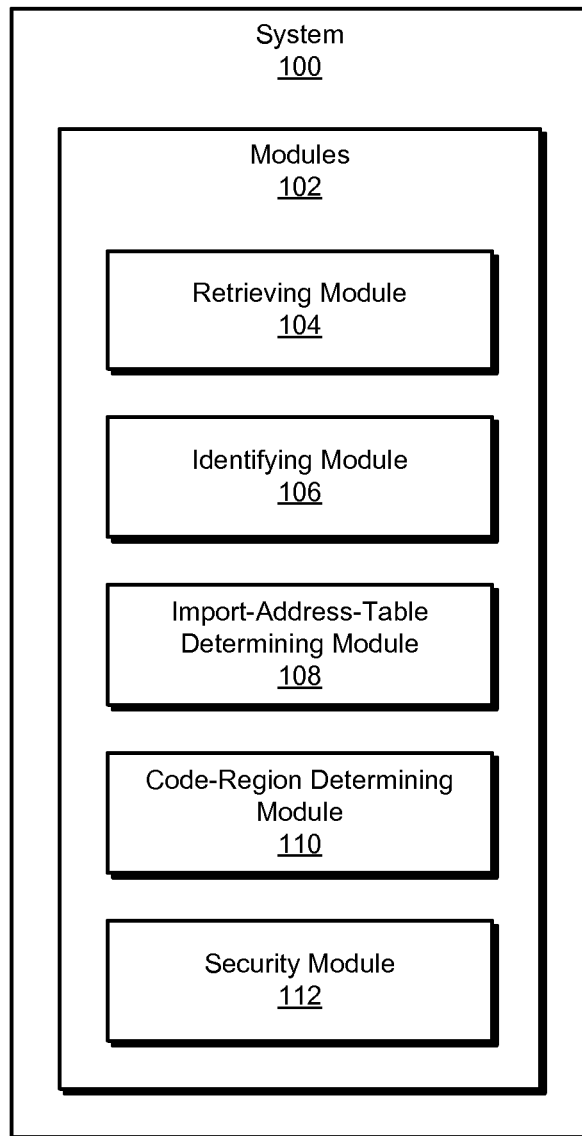 System
100
Modules
102
Retrieving Module
104
Identifying Module
106
Import-Address-Table
Determining Module
108
Code-Region Determining
Module
110
Security Module
112